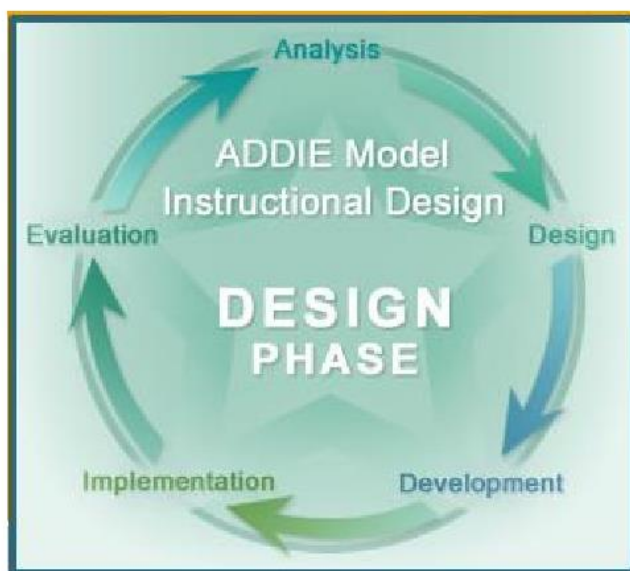 Analysis
ADDIE Model
Instructional Design
Evaluation
Design
DESIGN
PHASE
Implementation
Development